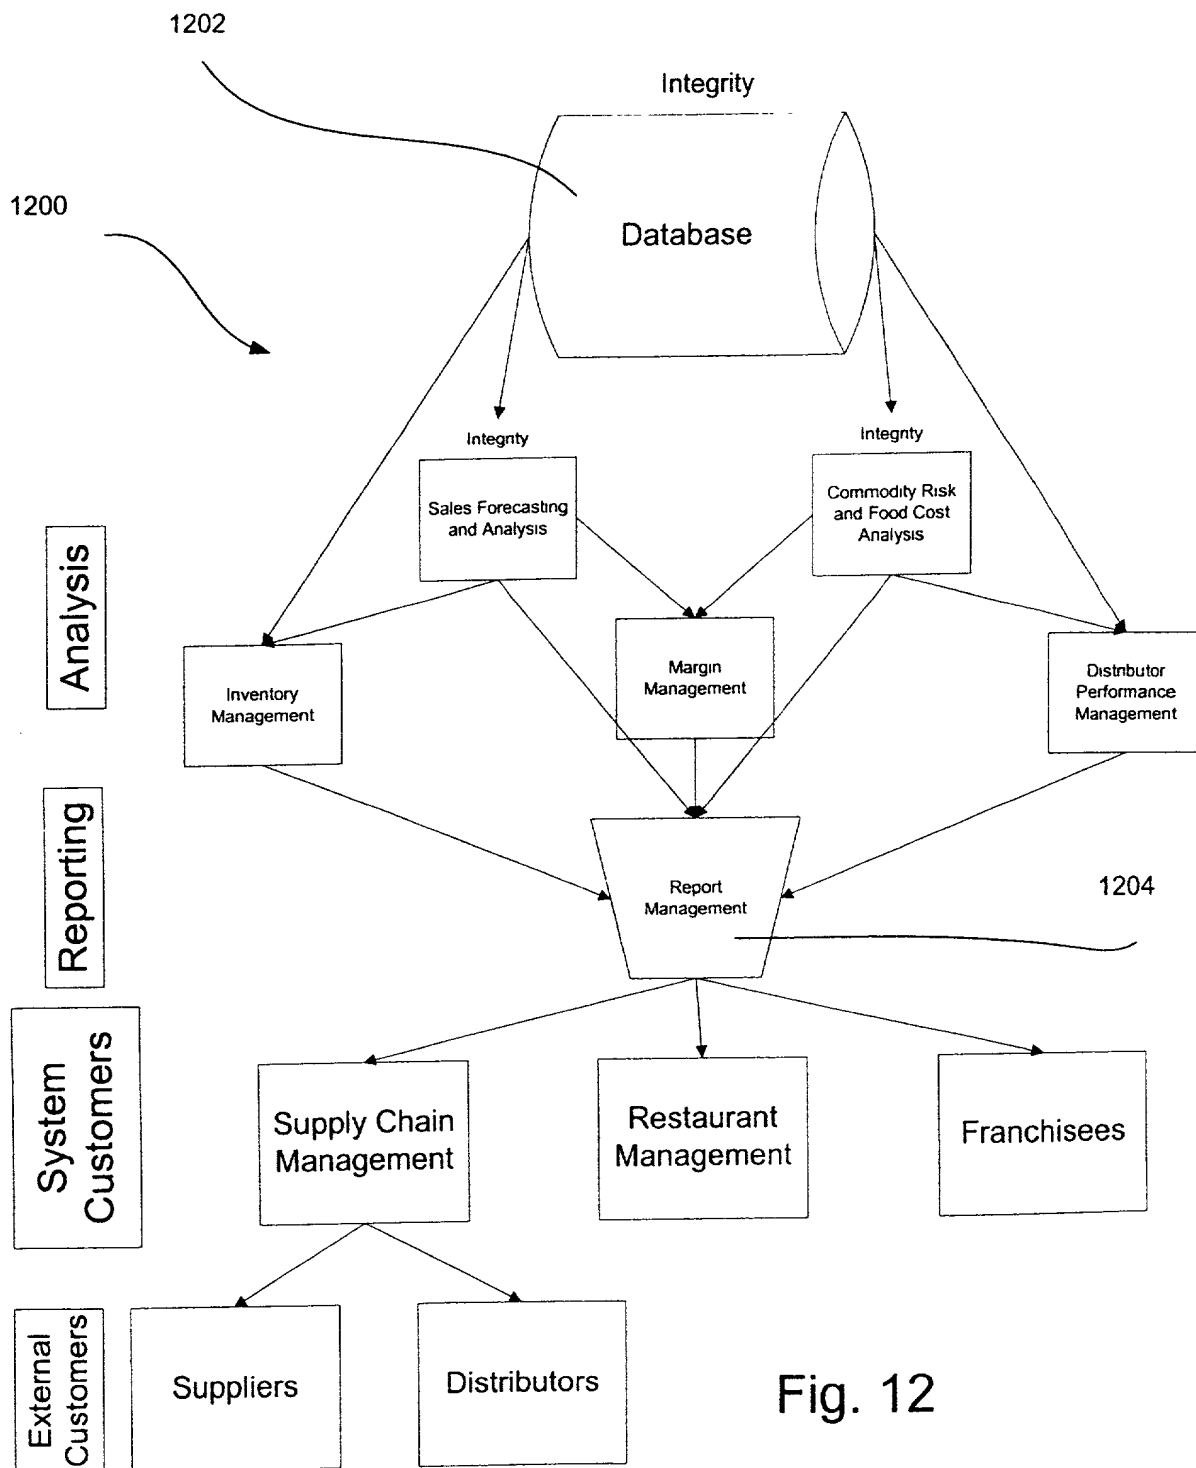 1202
Integrity
1200
Database
Integrity
Integrity
Sales Forecasting
and Analysis
Commodity Risk
and Food Cost
Analysis
Analysis
Inventory
Management
Margin
Management
Distributor
Performance
Management
Reporting
Report
Management
1204
System
Customers
Supply Chain
Management
Restaurant
Management
Franchisees
External
Customers
Suppliers
Distributors
Fig. 12